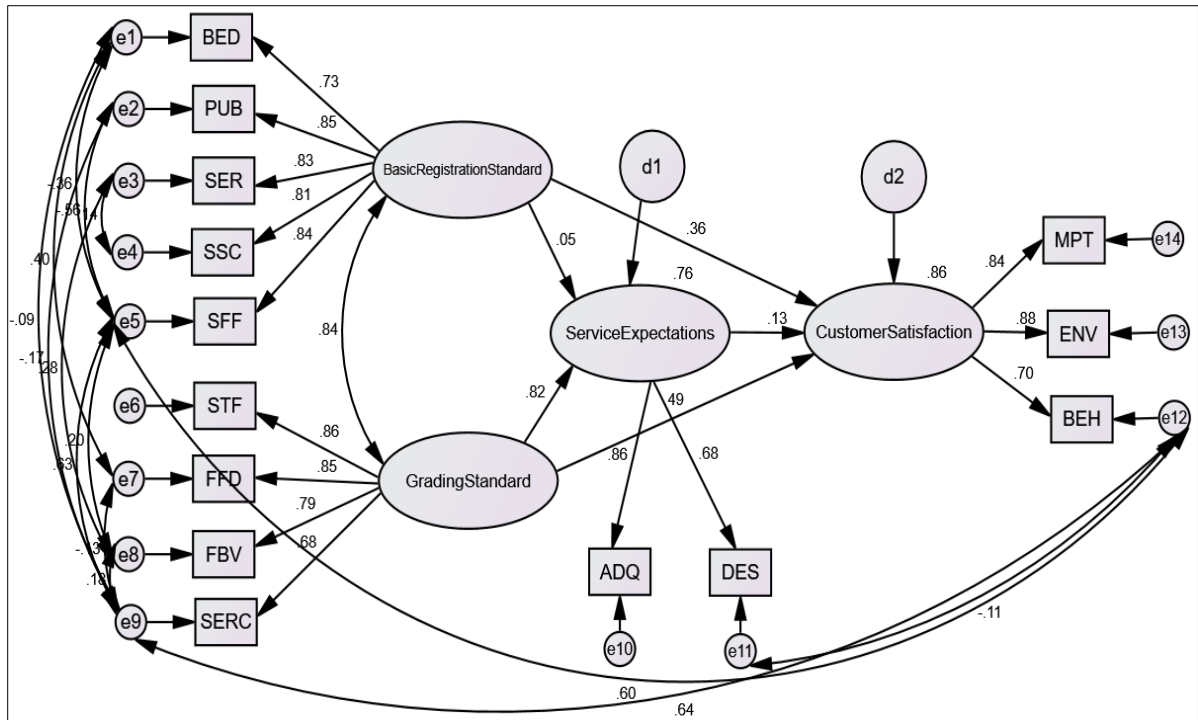 e1
BED
e2
PUB
e3
SER
e4
SSC
e5
SFF
e6
STF
e7
FFD
e8
FBV
e9
SERC
.73
.85
.83
.81
.84
BasicRegistrationStandard
d1
d2
.36
.05
.76
.86
ServiceExpectations
.13
CustomerSatisfaction
.84
.88
.70
MPT
e14
ENV
e13
BEH
e12
.84
.82
.49
GradingStandard
.86
.85
.79
.68
.86
.68
ADQ
DES
e10
e11
-.36
-.56
.40
-.09
-.17
.28
.20
.63
.18
-.11
.60
.64